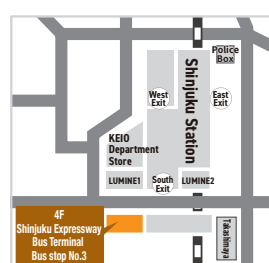 Police
Box
Shinjuku Station
West
Exit
East
Exit
KEIO
Department
Store
LUMINE1
South
Exit
LUMINE2
4F
Shinjuku Expressway
Bus Terminal
Bus stop No.3
Takashimaya